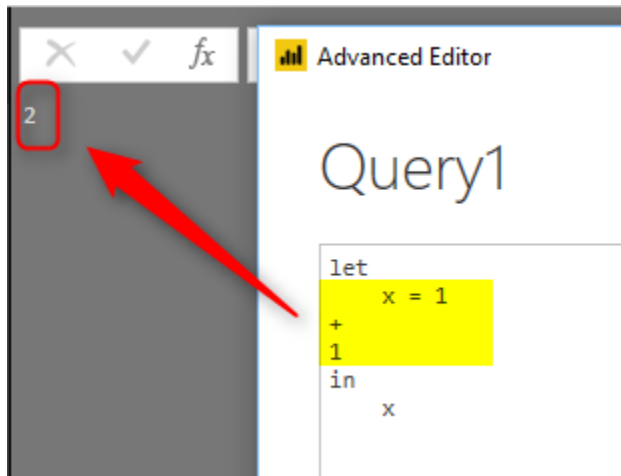 fx
Advanced Editor
2
Query1
let
x = 1
+
1
in
x